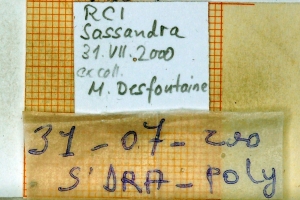 RCI
Sassandra
31.VII.2000
ex coll.
M. Desfontaine
31-07-200
S'DRA-POLY